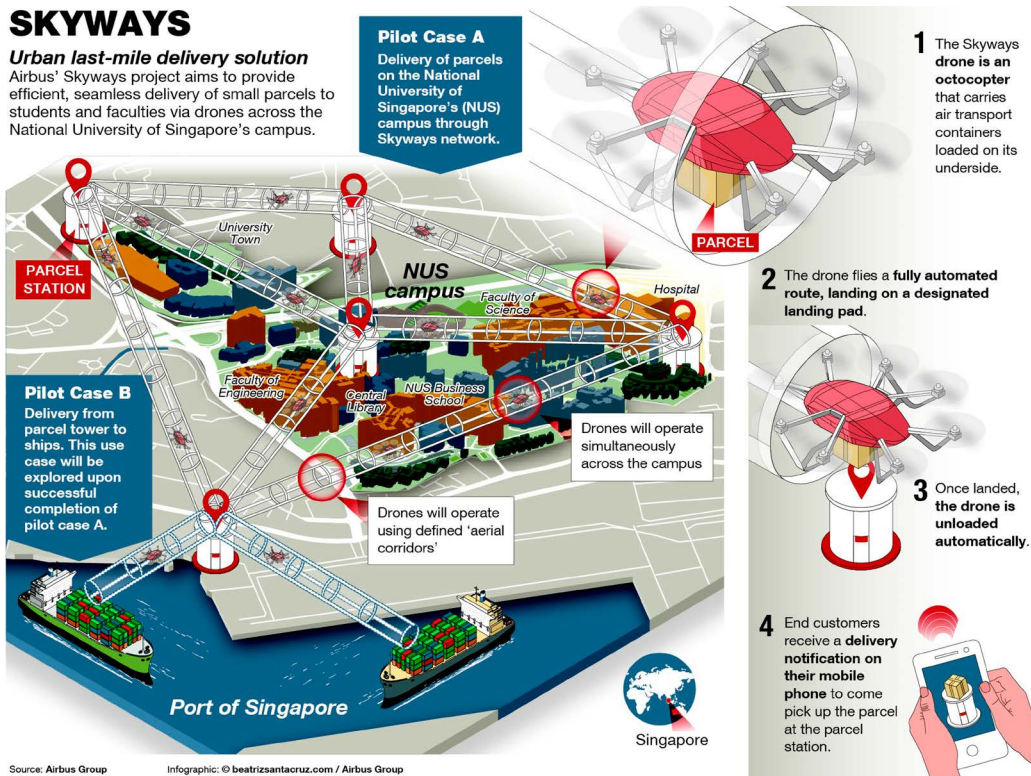 SKYWAYS
Urban last-mile delivery solution
Airbus' Skyways project aims to provide
efficient, seamless delivery of small parcels to
students and faculties via drones across the
National University of Singapore's campus.
Pilot Case A
Delivery of parcels
on the National
University of
Singapore's (NUS)
campus through
Skyways network.
PARCEL
1 The Skyways
drone is an
octocopter
that carries
air transport
containers
loaded on its
underside.
2 The drone flies a fully automated
route, landing on a designated
landing pad.
PARCEL
STATION
University
Town
NUS
campus
Faculty of
Science
Hospital
Faculty of
Engineering
Central
Library
NUS Business
School
Pilot Case B
Delivery from
parcel tower to
ships. This use
case will be
explored upon
successful
completion of
pilot case A.
Drones will operate
simultaneously
across the campus
Drones will operate
using defined 'aerial
corridors'
3 Once landed,
the drone is
unloaded
automatically.
4 End customers
receive a delivery
notification on
their mobile
phone to come
pick up the parcel
at the parcel
station.
Port of Singapore
Singapore
Source: Airbus Group
Infographic: © beatrizsantacruz.com / Airbus Group